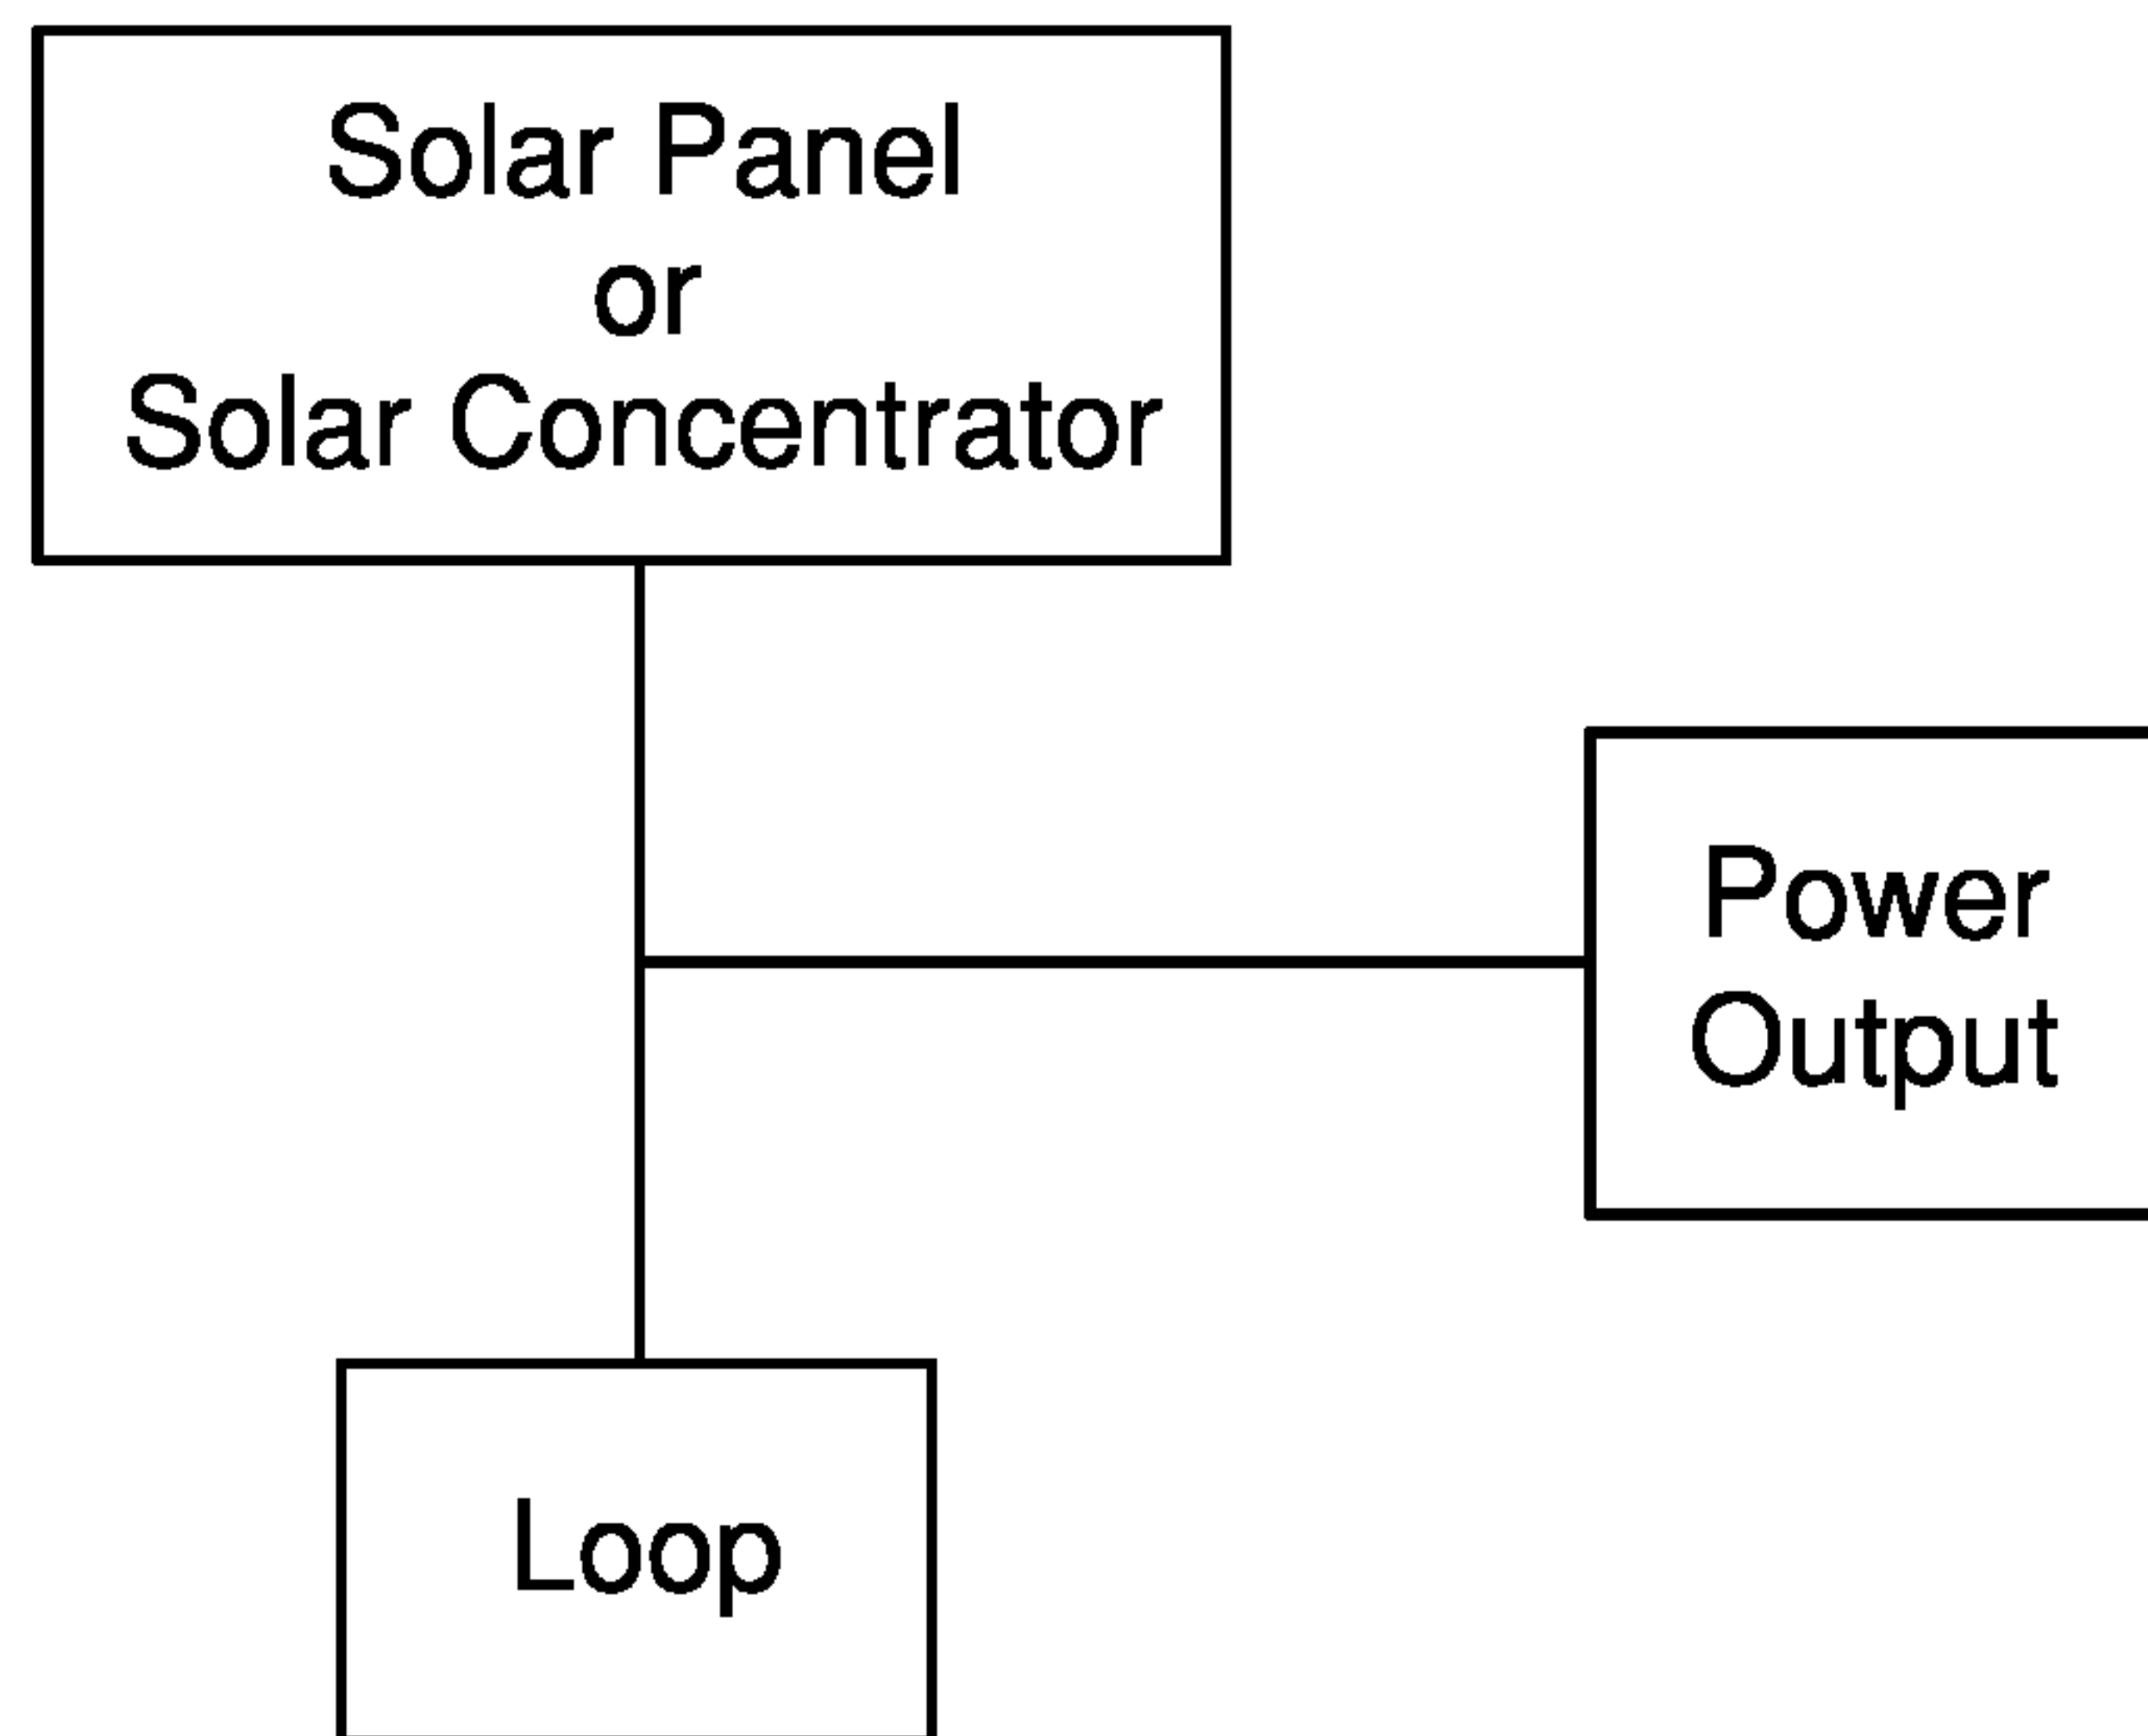 Solar Panel
or
Solar Concentrator
Power
Output
Loop